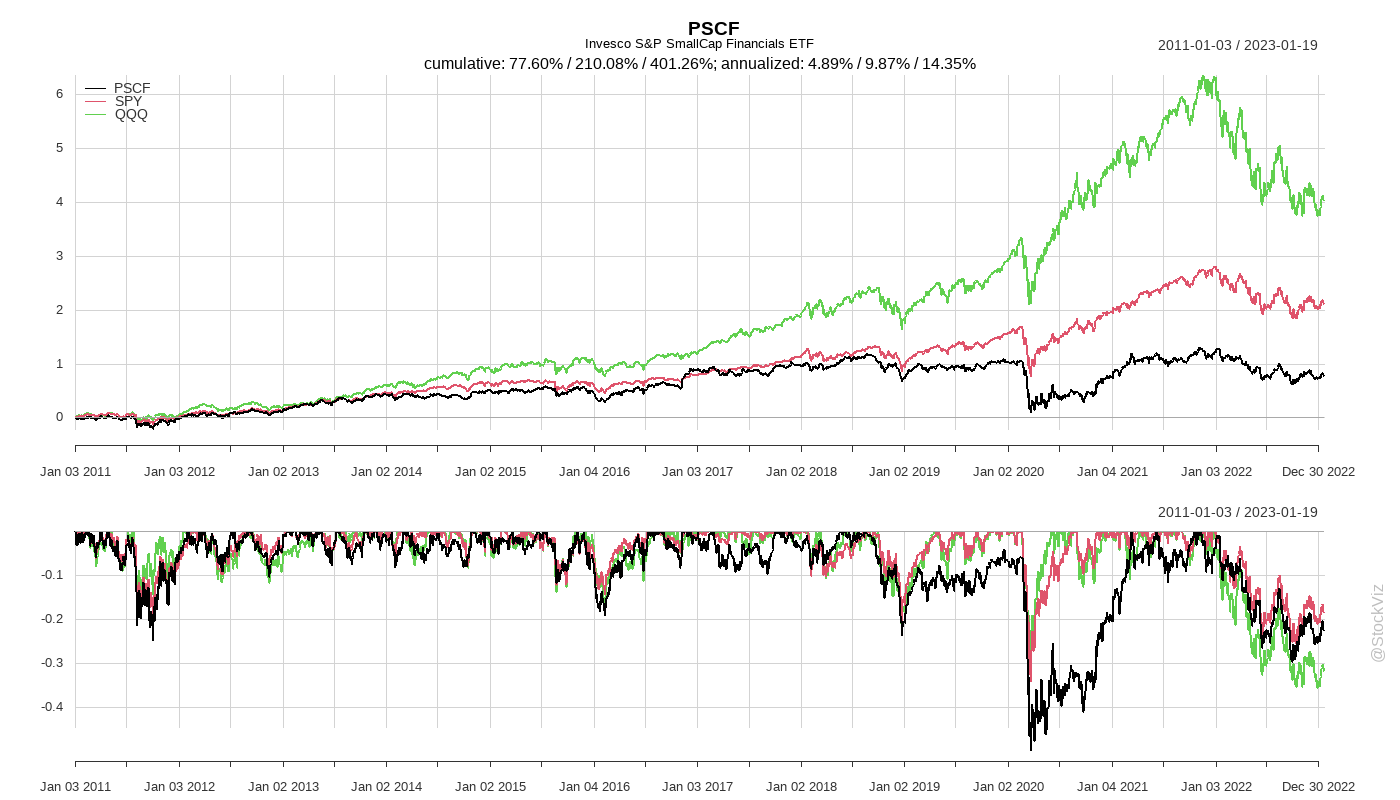 PSCF
Invesco S&P SmallCap Financials ETF
2011-01-03 / 2023-01-19
cumulative: 77.60% / 210.08% / 401.26%; annualized: 4.89% / 9.87% / 14.35%
PSCF
SPY
QQQ
6
5
4
3
2
1
0
Jan 03 2011 Jan 03 2012 Jan 02 2013 Jan 02 2014 Jan 02 2015 Jan 04 2016 Jan 03 2017 Jan 02 2018 Jan 02 2019 Jan 02 2020 Jan 04 2021 Jan 03 2022 Dec 30 2022
2011-01-03 / 2023-01-19
-0.1
-0.2
-0.3
-0.4
Jan 03 2011 Jan 03 2012 Jan 02 2013 Jan 02 2014 Jan 02 2015 Jan 04 2016 Jan 03 2017 Jan 02 2018 Jan 02 2019 Jan 02 2020 Jan 04 2021 Jan 03 2022 Dec 30 2022
@StockViz